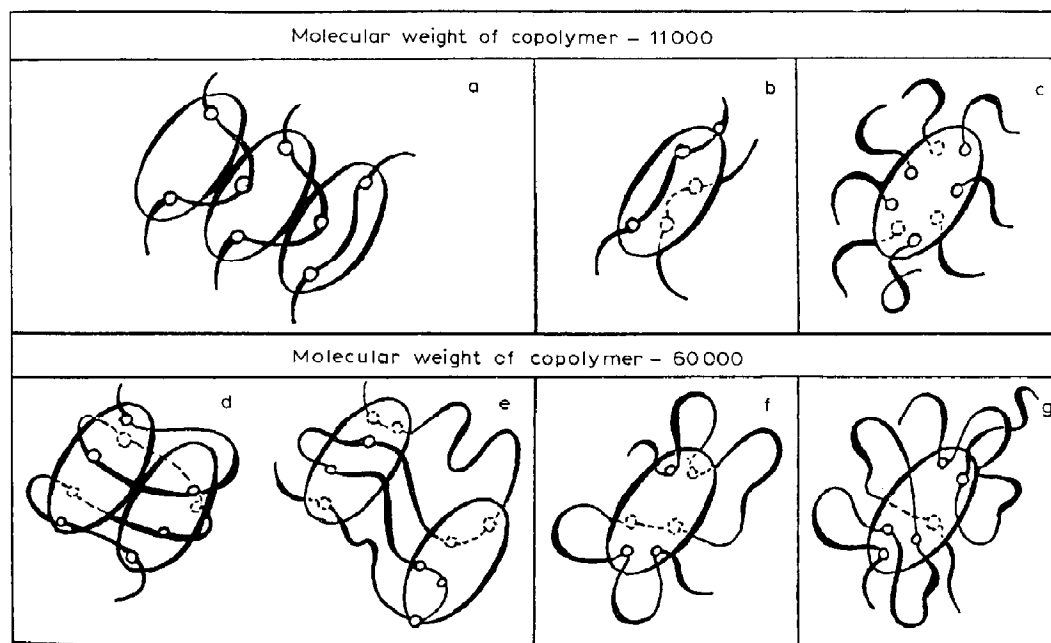 Molecular weight of copolymer – 11000
a
b
c
Molecular weight of copolymer – 60000
d
e
f
g